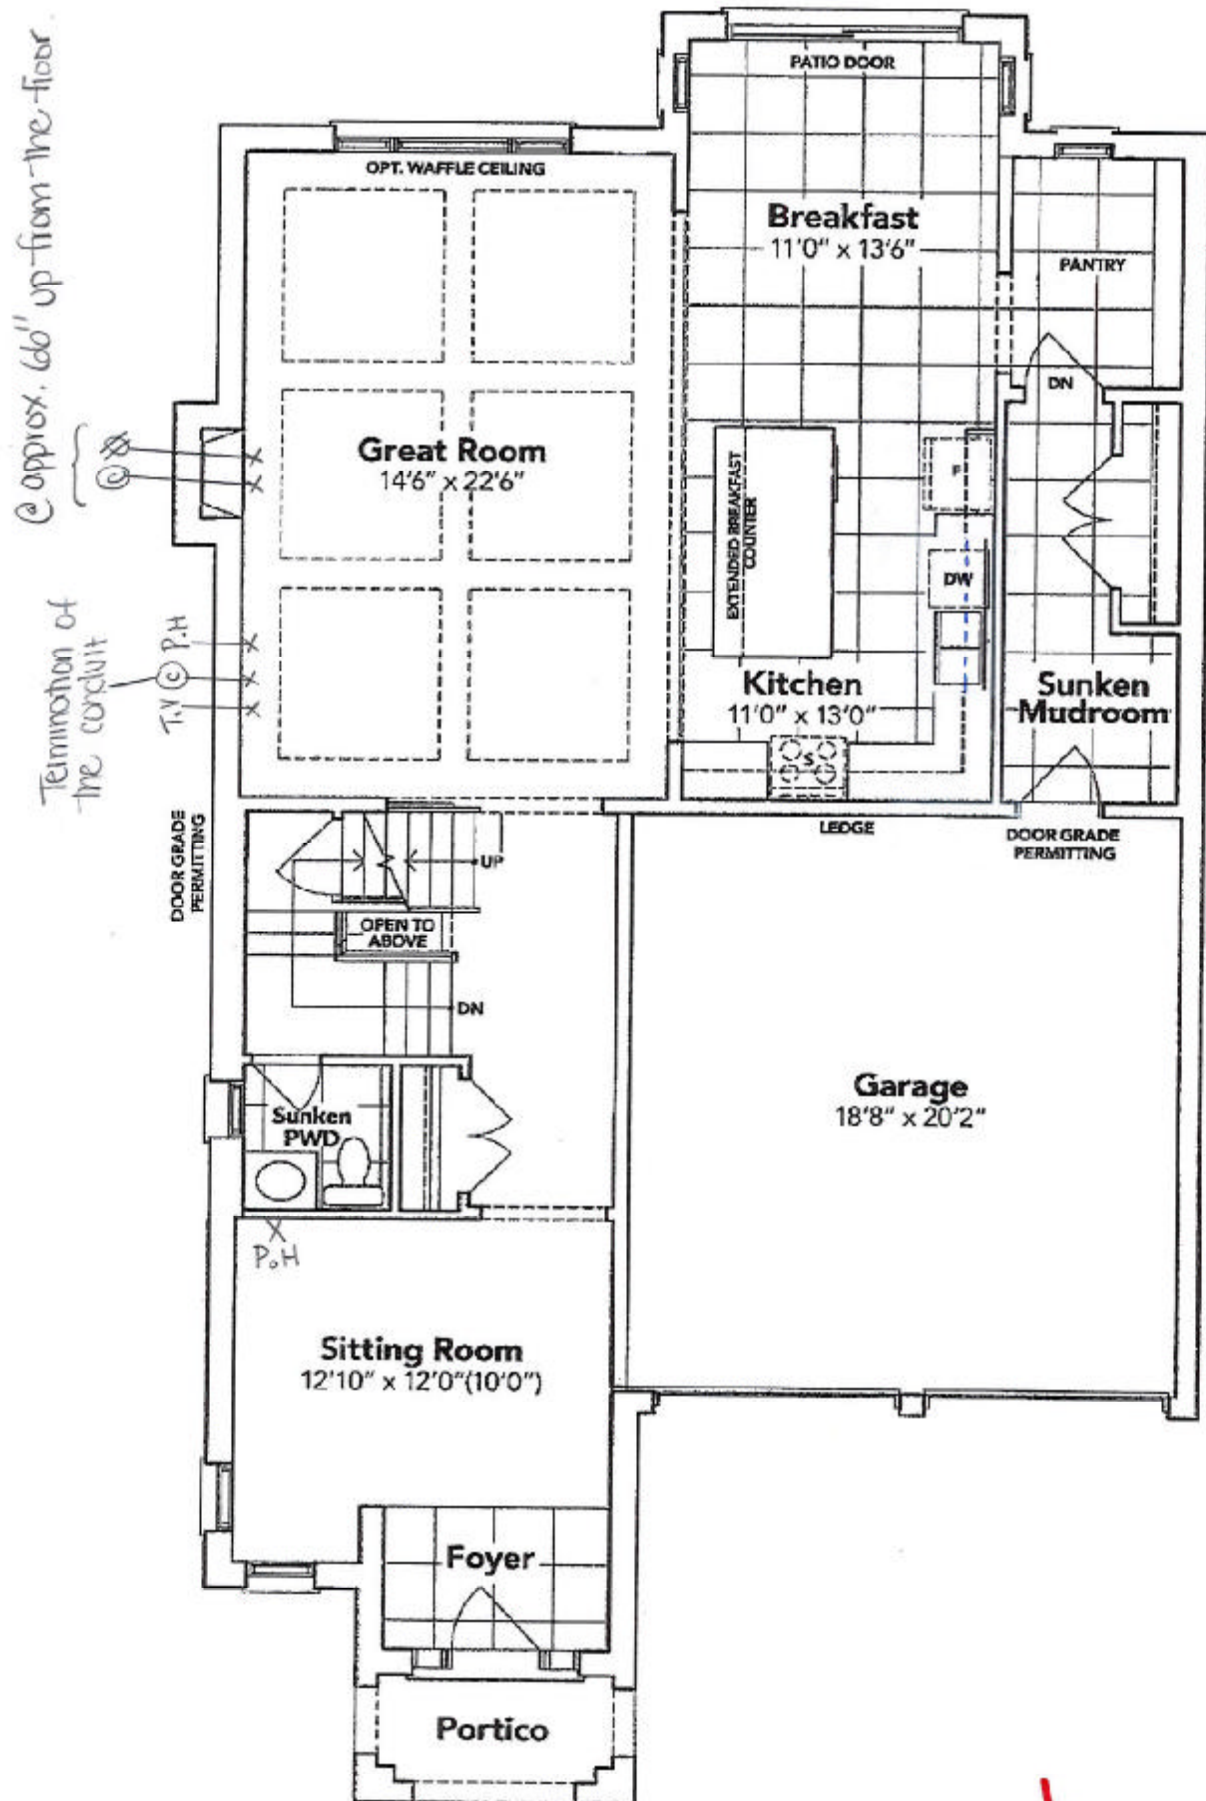 PATIO DOOR
OPT. WAFFLE CEILING
Breakfast
11'0" x 13'6"
PANTRY
DN
@ approx. 66" up from the floor.
Great Room
14'6" x 22'6"
C
EXTENDED BREAKFAST
COUNTER
F
DW
Termination of
the conduit
P.H
C
T.V
Kitchen
11'0" x 13'0"
S
Sunken
Mudroom
LEDGE
DOOR GRADE
PERMITTING
DOOR GRADE
PERMITTING
UP
OPEN TO
ABOVE
DN
Sunken
PWD
Garage
18'8" x 20'2"
P.H
Sitting Room
12'10" x 12'0"(10'0")
Foyer
Portico